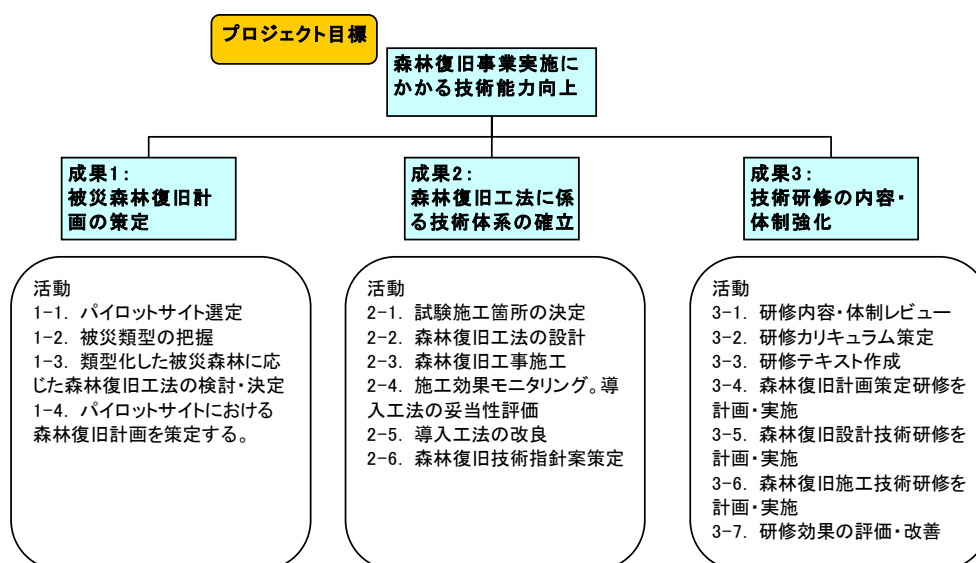 プロジェクト目標
森林復旧事業実施に
かかる技術能力向上
成果1：
被災森林復旧計
画の策定
成果2：
森林復旧工法に係
る技術体系の確立
成果3：
技術研修の内容・
体制強化
活動
1-1. パイロットサイト選定
1-2. 被災類型の把握
1-3. 類型化した被災森林に応
じた森林復旧工法の検討・決定
1-4. パイロットサイトにおける
森林復旧計画を策定する。
活動
2-1. 試験施工箇所の決定
2-2. 森林復旧工法の設計
2-3. 森林復旧工事施工
2-4. 施工効果モニタリング。導
入工法の妥当性評価
2-5. 導入工法の改良
2-6. 森林復旧技術指針案策定
活動
3-1. 研修内容・体制レビュー
3-2. 研修カリキュラム策定
3-3. 研修テキスト作成
3-4. 森林復旧計画策定研修を
計画・実施
3-5. 森林復旧設計技術研修を
計画・実施
3-6. 森林復旧施工技術研修を
計画・実施
3-7. 研修効果の評価・改善